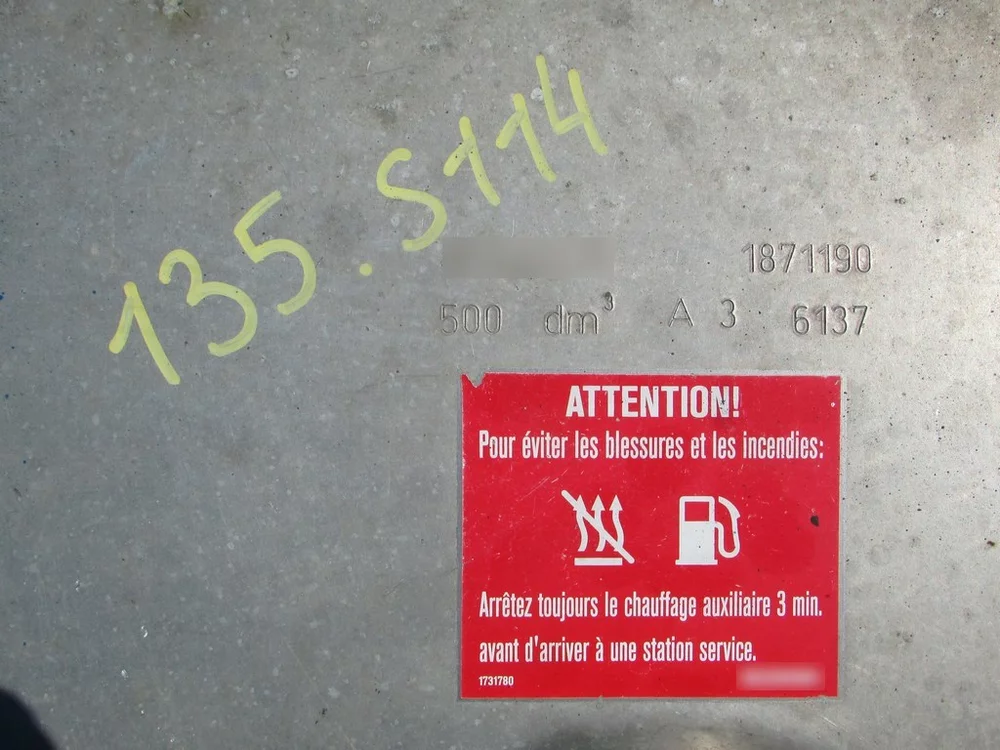 135.S114
1871190
500 dm³ A 3 6137
ATTENTION!
Pour éviter les blessures et les incendies:
Arrêtez toujours le chauffage auxiliaire 3 min.
avant d'arriver à une station service.
1731780